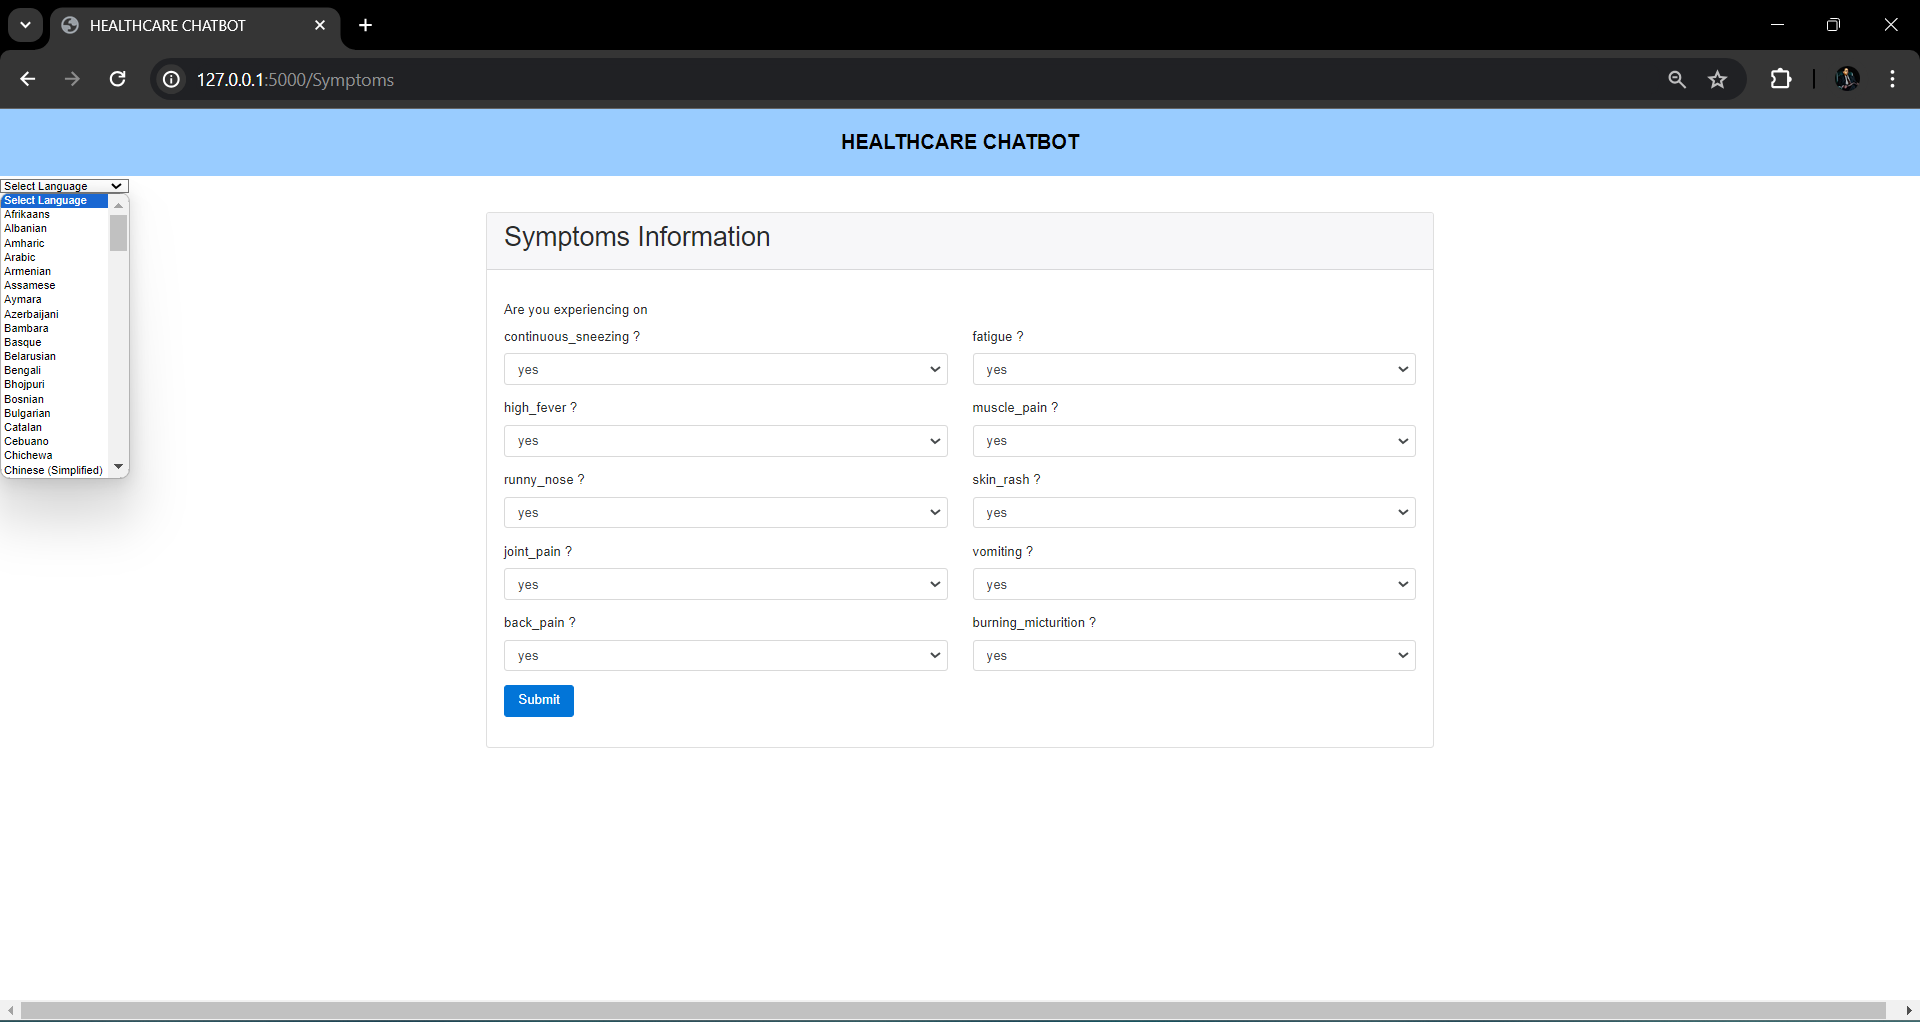 HEALTHCARE CHATBOT
127.0.0.1:5000/Symptoms
HEALTHCARE CHATBOT
Select Language
Select Language
Afrikaans
Albanian
Amharic
Arabic
Armenian
Assamese
Aymara
Azerbaijani
Bambara
Basque
Belarusian
Bengali
Bhojpuri
Bosnian
Bulgarian
Catalan
Cebuano
Chichewa
Chinese (Simplified)
Symptoms Information
Are you experiencing on
continuous_sneezing ? fatigue ?
yes yes
high_fever ? muscle_pain ?
yes yes
runny_nose ? skin_rash ?
yes yes
joint_pain ? vomiting ?
yes yes
back_pain ? burning_micturition ?
yes yes
Submit